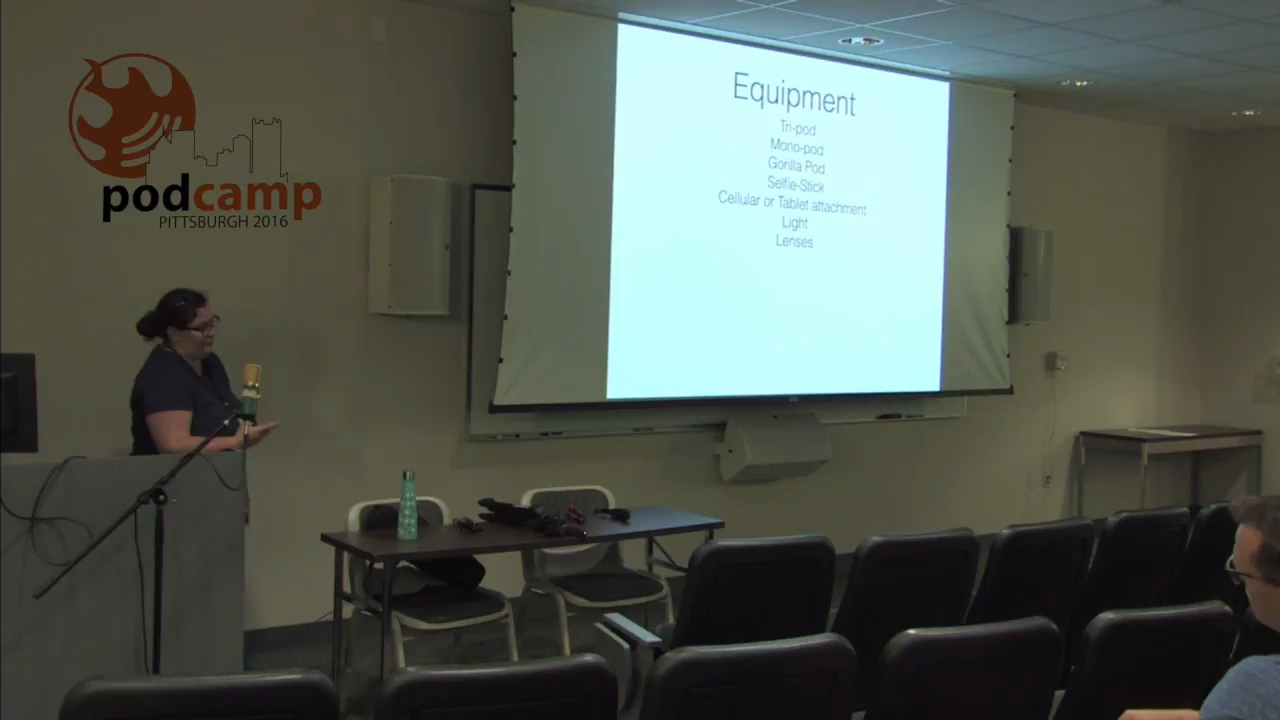 podcamp
PITTSBURGH 2016
Equipment
Tri-pod
Mono-pod
Gorilla Pod
Selfie-Stick
Cellular or Tablet attachment
Light
Lenses